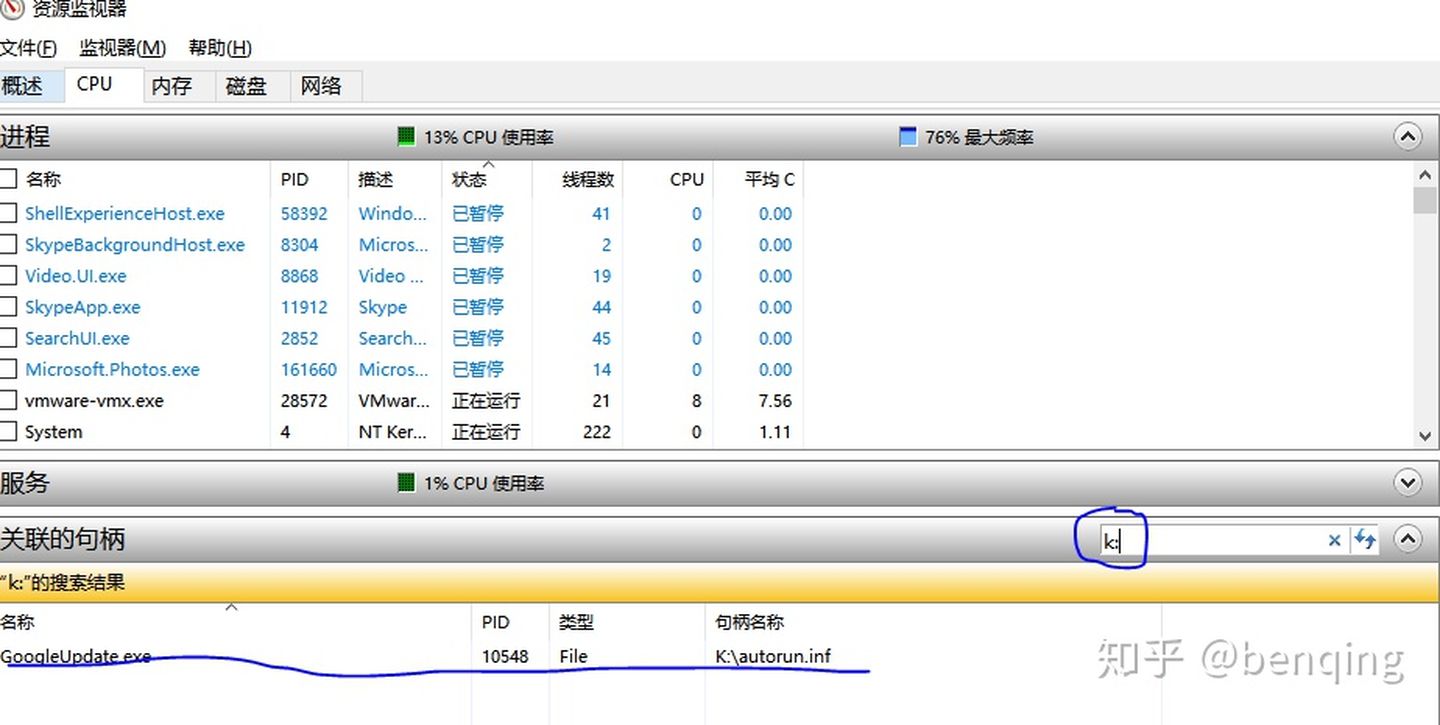 资源监视器
文件(F) 监视器(M) 帮助(H)
概述 CPU 内存 磁盘 网络
进程 13% CPU 使用率 76% 最大频率
名称 PID 描述 状态 线程数 CPU 平均 C
ShellExperienceHost.exe 58392 Windo... 已暂停 41 0 0.00
SkypeBackgroundHost.exe 8304 Micros... 已暂停 2 0 0.00
Video.UI.exe 8868 Video ... 已暂停 19 0 0.00
SkypeApp.exe 11912 Skype 已暂停 44 0 0.00
SearchUI.exe 2852 Search... 已暂停 45 0 0.00
Microsoft.Photos.exe 161660 Micros... 已暂停 14 0 0.00
vmware-vmx.exe 28572 VMwar... 正在运行 21 8 7.56
System 4 NT Ker... 正在运行 222 0 1.11
服务 1% CPU 使用率
关联的句柄 k:
“k:”的搜索结果
名称 PID 类型 句柄名称
GoogleUpdate.exe 10548 File K:\autorun.inf
知乎 @benqing